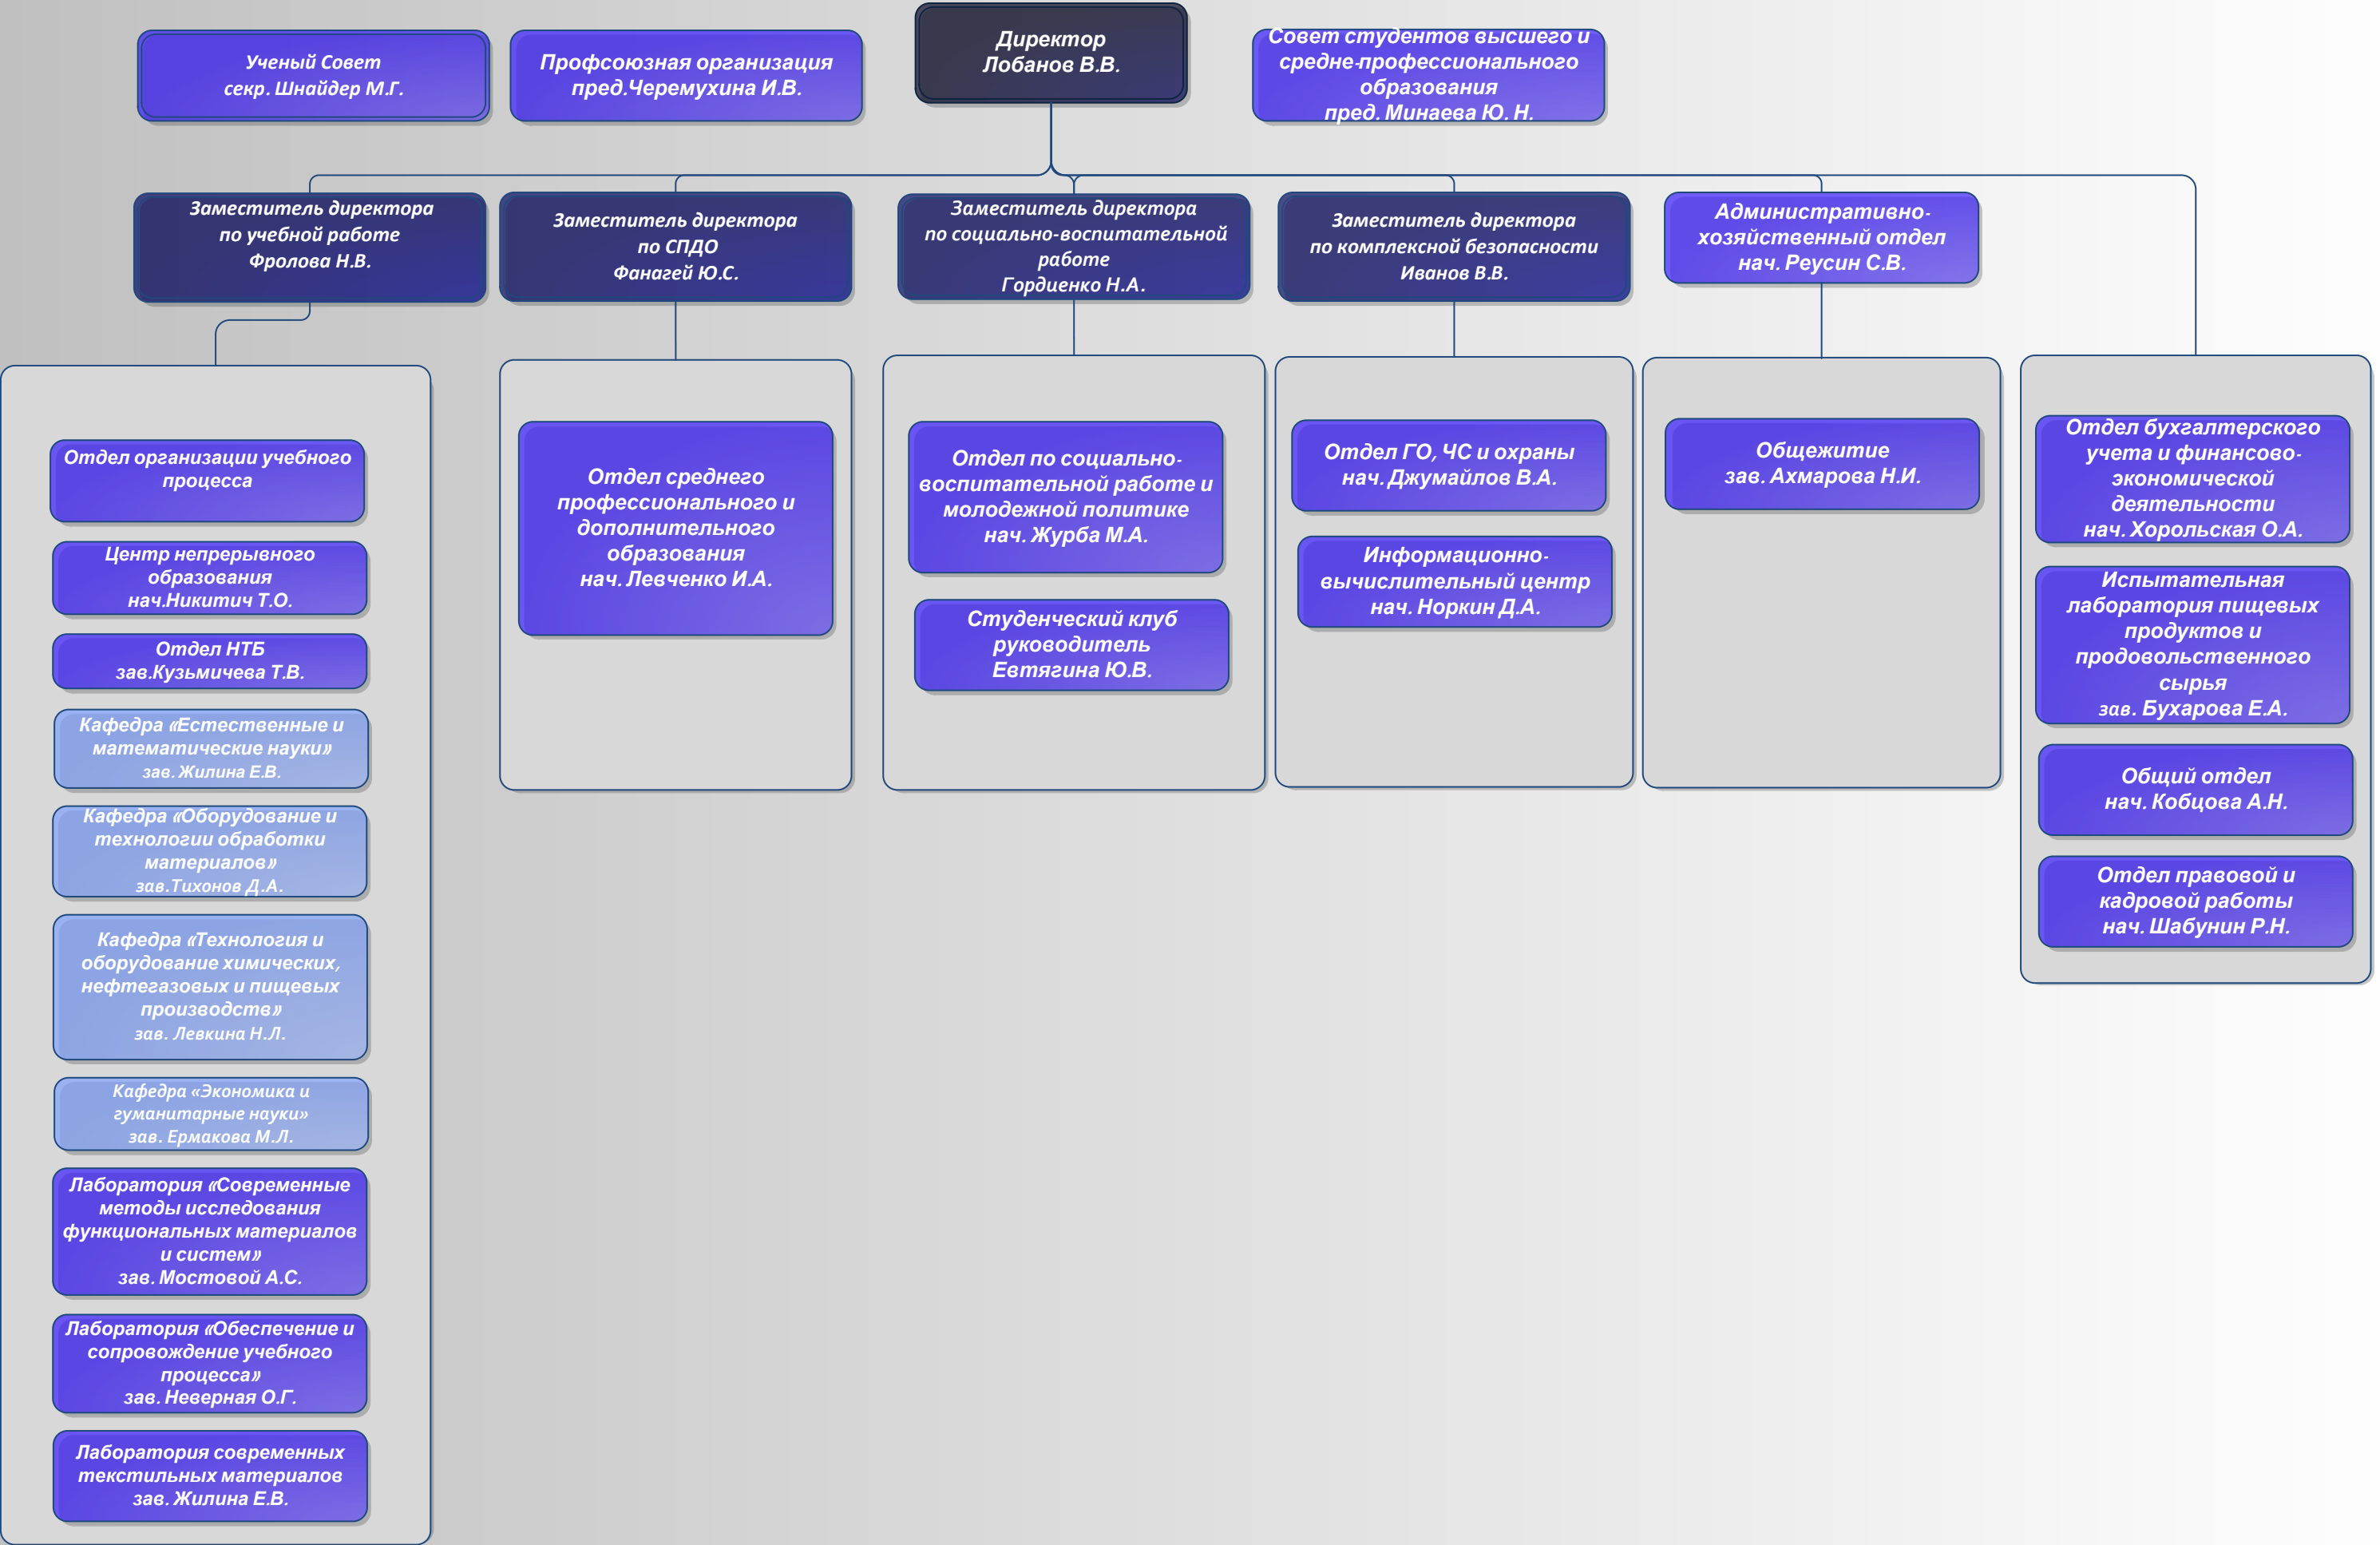 Ученый Совет
секр. Шнайдер М.Г.
Профсоюзная организация
пред.Черемухина И.В.
Директор
Лобанов В.В.
Совет студентов высшего и
средне-профессионального
образования
пред. Минаева Ю. Н.
Заместитель директора
по учебной работе
Фролова Н.В.
Заместитель директора
по СПДО
Фанагей Ю.С.
Заместитель директора
по социально-воспитательной
работе
Гордиенко Н.А.
Заместитель директора
по комплексной безопасности
Иванов В.В.
Административно-
хозяйственный отдел
нач. Реусин С.В.
Отдел организации учебного
процесса
Центр непрерывного
образования
нач.Никитич Т.О.
Отдел НТБ
зав.Кузьмичева Т.В.
Кафедра «Естественные и
математические науки»
зав. Жилина Е.В.
Кафедра «Оборудование и
технологии обработки
материалов»
зав.Тихонов Д.А.
Кафедра «Технология и
оборудование химических,
нефтегазовых и пищевых
производств»
зав. Левкина Н.Л.
Кафедра «Экономика и
гуманитарные науки»
зав. Ермакова М.Л.
Лаборатория «Современные
методы исследования
функциональных материалов
и систем»
зав. Мостовой А.С.
Лаборатория «Обеспечение и
сопровождение учебного
процесса»
зав. Неверная О.Г.
Лаборатория современных
текстильных материалов
зав. Жилина Е.В.
Отдел среднего
профессионального и
дополнительного
образования
нач. Левченко И.А.
Отдел по социально-
воспитательной работе и
молодежной политике
нач. Журба М.А.
Студенческий клуб
руководитель
Евтягина Ю.В.
Отдел ГО, ЧС и охраны
нач. Джумайлов В.А.
Информационно-
вычислительный центр
нач. Норкин Д.А.
Общежитие
зав. Ахмарова Н.И.
Отдел бухгалтерского
учета и финансово-
экономической
деятельности
нач. Хорольская О.А.
Испытательная
лаборатория пищевых
продуктов и
продовольственного
сырья
зав. Бухарова Е.А.
Общий отдел
нач. Кобцова А.Н.
Отдел правовой и
кадровой работы
нач. Шабунин Р.Н.